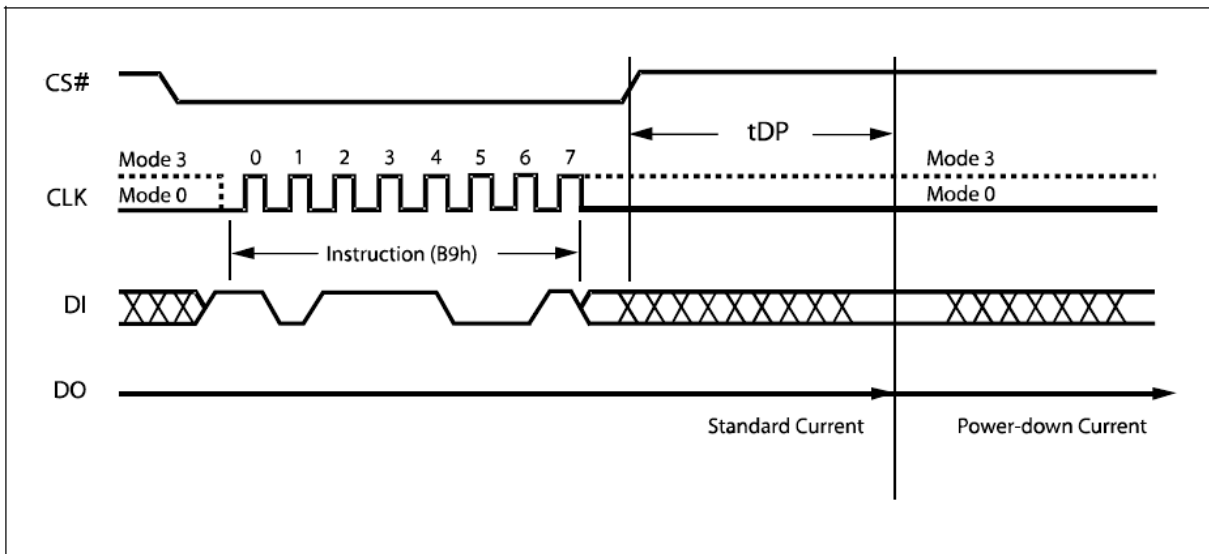 CS#
tDP
Mode 3 0 1 2 3 4 5 6 7 Mode 3
CLK Mode 0 Mode 0
Instruction (B9h)
DI
DO
Standard Current Power-down Current